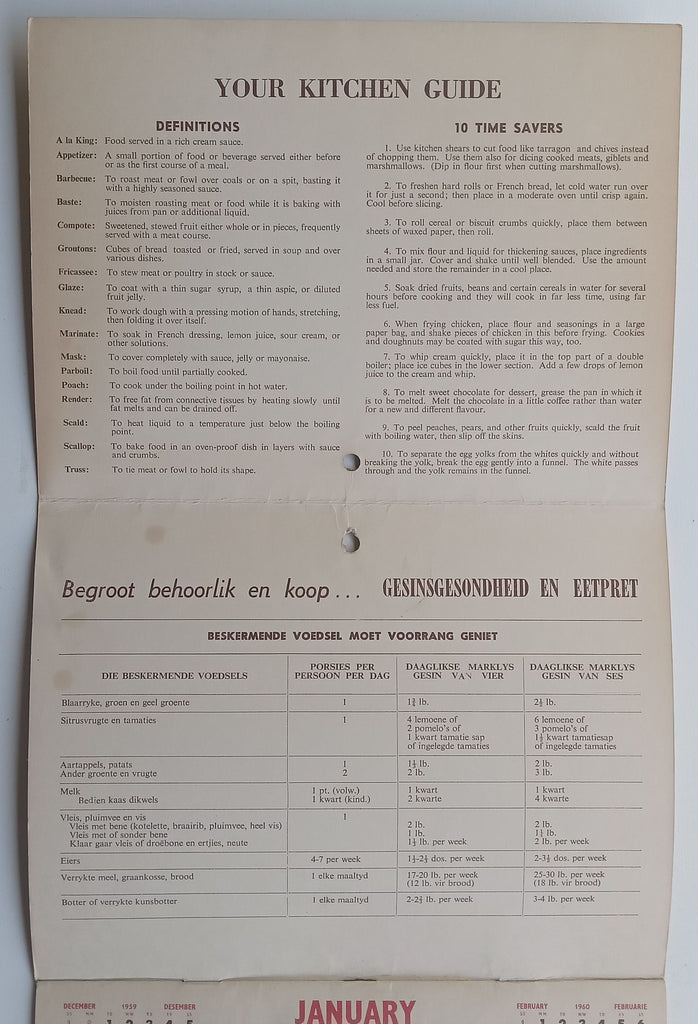 YOUR KITCHEN GUIDE
DEFINITIONS
A la King: Food served in a rich cream sauce.
Appetizer: A small portion of food or beverage served either before
or as the first course of a meal.
Barbecue: To roast meat or fowl over coals or on a spit, basting it
with a highly seasoned sauce.
Baste: To moisten roasting meat or food while it is baking with
juices from pan or additional liquid.
Compote: Sweetened, stewed fruit either whole or in pieces, frequently
served with a meat course.
Groutons: Cubes of bread toasted or fried, served in soup and over
various dishes.
Fricassee: To stew meat or poultry in stock or sauce.
Glaze: To coat with a thin sugar syrup, a thin aspic, or diluted
fruit jelly.
Knead: To work dough with a pressing motion of hands, stretching,
then folding it over itself.
Marinate: To soak in French dressing, lemon juice, sour cream, or
other solutions.
Mask: To cover completely with sauce, jelly or mayonaise.
Parboil: To boil food until partially cooked.
Poach: To cook under the boiling point in hot water.
Render: To free fat from connective tissues by heating slowly until
fat melts and can be drained off.
Scald: To heat liquid to a temperature just below the boiling
point.
Scallop: To bake food in an oven-proof dish in layers with sauce
and crumbs.
Truss: To tie meat or fowl to hold its shape.
10 TIME SAVERS
1. Use kitchen shears to cut food like tarragon and chives instead
of chopping them. Use them also for dicing cooked meats, giblets and
marshmallows. (Dip in flour first when cutting marshmallows).
2. To freshen hard rolls or French bread, let cold water run over
it for just a second; then place in a moderate oven until crisp again.
Cool before slicing.
3. To roll cereal or biscuit crumbs quickly, place them between
sheets of waxed paper, then roll.
4. To mix flour and liquid for thickening sauces, place ingredients
in a small jar. Cover and shake until well blended. Use the amount
needed and store the remainder in a cool place.
5. Soak dried fruits, beans and certain cereals in water for several
hours before cooking and they will cook in far less time, using far
less fuel.
6. When frying chicken, place flour and seasonings in a large
paper bag, and shake pieces of chicken in this before frying. Cookies
and doughnuts may be coated with sugar this way, too.
7. To whip cream quickly, place it in the top part of a double
boiler; place ice cubes in the lower section. Add a few drops of lemon
juice to the cream and whip.
8. To melt sweet chocolate for dessert, grease the pan in which it
is to be melted. Melt the chocolate in a little coffee rather than water
for a new and different flavour.
9. To peel peaches, pears, and other fruits quickly, scald the fruit
with boiling water, then slip off the skins.
10. To separate the egg yolks from the whites quickly and without
breaking the yolk, break the egg gently into a funnel. The white passes
through and the yolk remains in the funnel.
Begroot behoorlik en koop... GESINSGESONDHEID EN EETPRET
BESKERMENDE VOEDSEL MOET VOORRANG GENIET
DIE BESKERMENDE VOEDSELS PORSIES PER PERSOON PER DAG DAAGLIKSE MARKLYS GESIN VAN VIER DAAGLIKSE MARKLYS GESIN VAN SES
Blaarryke, groen en geel groente 1 lb. 2½ lb.
Sitrusvrugte en tamaties 1 4 lemoene of 6 lemoene of
2 pomelo's of 3 pomelo's of
1 kwart tamatie sap 1½ kwart tamatiesap
of ingelegde tamaties of ingelegde tamaties
Aartappels, patats 1 1½ lb. 2 lb.
Ander groente en vrugte 2 2 lb. 3 lb.
Melk 1 pt. (volw.) 1 kwart 1 kwart
Bedien kaas dikwels 1 kwart (kind.) 2 kwarte 4 kwarte
Vleis, pluimvee en vis 1
Vleis met bene (kotelette, braairib, pluimvee, heel vis) 2 lb. 2 lb.
Vleis met of sonder bene 1 lb. lb.
Klaar gaar vleis of droëbone en ertjies, neute 1½ lb. per week 2 lb. per week
Eiers 4-7 per week 1½-2½ dos. per week 2-3½ dos. per week
Verrykte meel, graankosse, brood 1 elke maaltyd 17-20 lb. per week 25-30 lb. per week
(12 lb. vir brood) (18 lb. vir brood)
Botter of verrykte kunsbotter 1 elke maaltyd 2-2½ lb. per week 3-4 lb. per week
DECEMBER 1959 DESEMBER
JANUARY
FEBRUARY 1960 FEBRUARIE